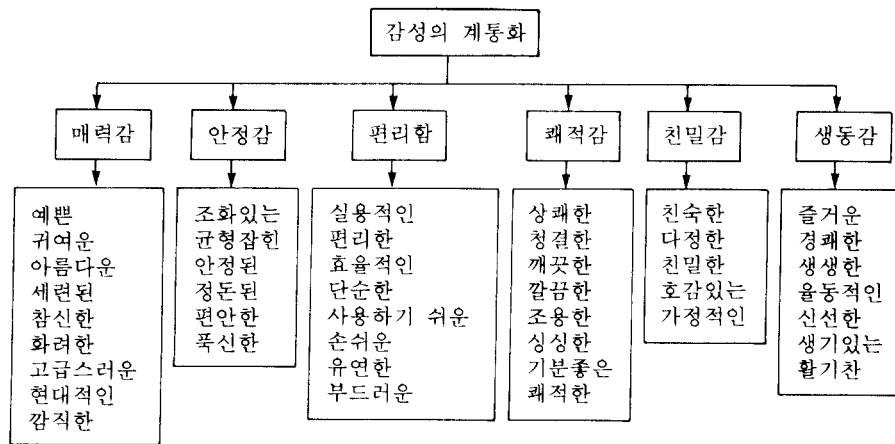 감성의 계통화
매력감
안정감
편리함
쾌적감
친밀감
생동감
예쁜
귀여운
아름다운
세련된
참신한
화려한
고급스러운
현대적인
깜직한
조화있는
균형잡힌
안정된
정돈된
편안한
푹신한
실용적인
편리한
효율적인
단순한
사용하기 쉬운
손쉬운
유연한
부드러운
상쾌한
청결한
깨끗한
깔끔한
조용한
싱싱한
기분좋은
쾌적한
친숙한
다정한
친밀한
호감있는
가정적인
즐거운
경쾌한
생생한
율동적인
신선한
생기있는
활기찬